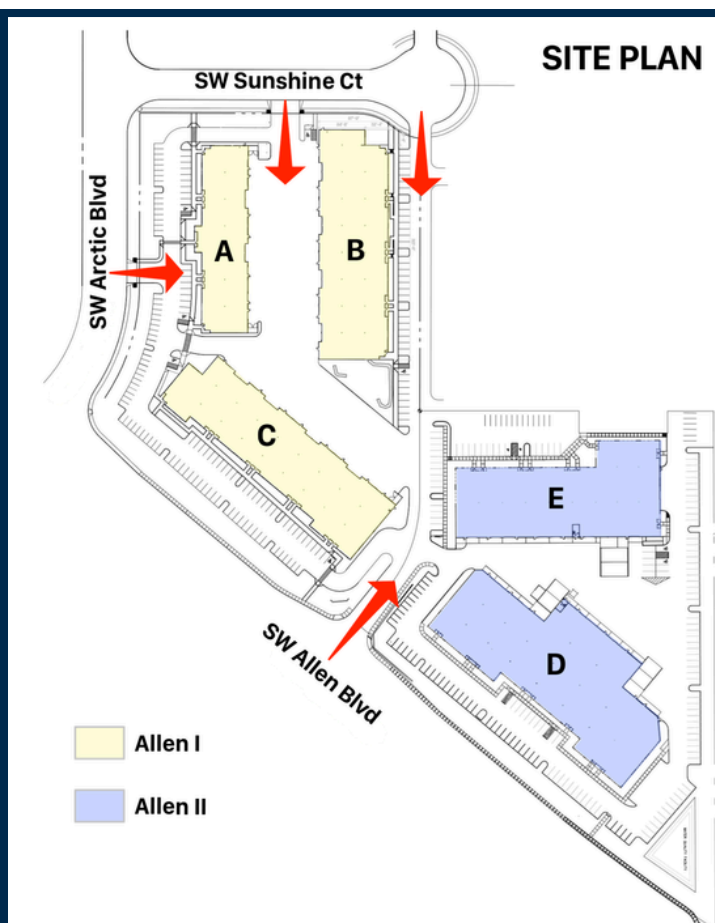 SITE PLAN
SW Sunshine Ct
SW Arctic Blvd
A
B
C
E
D
SW Allen Blvd
Allen I
Allen II